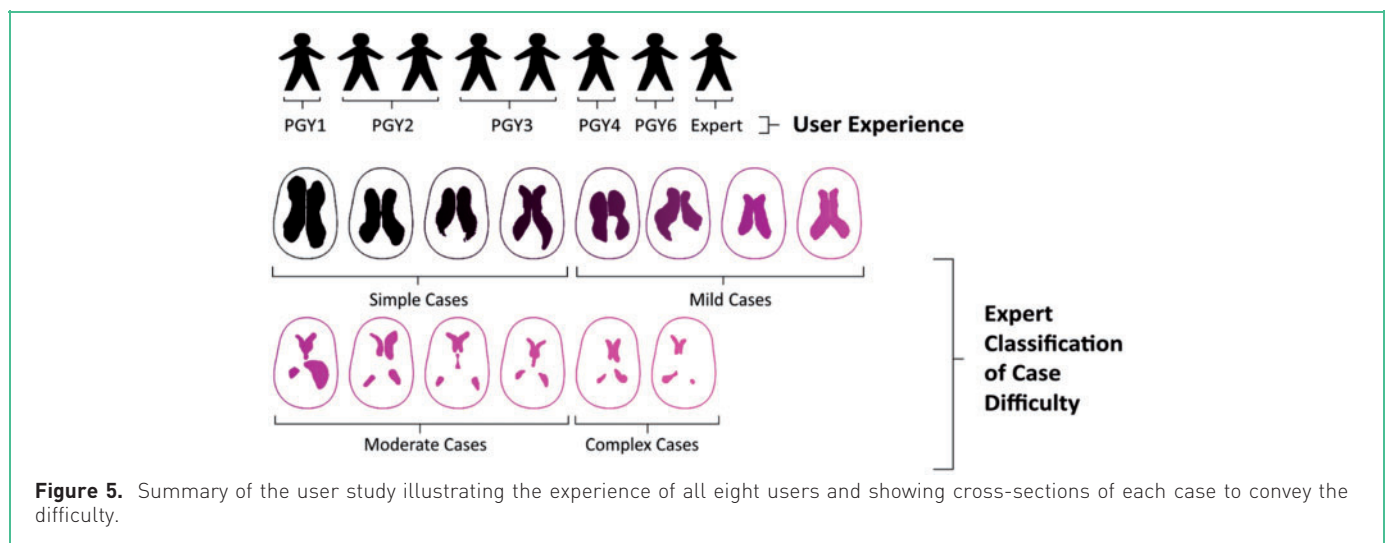 PGY1 PGY2 PGY3 PGY4 PGY6 Expert User Experience
Simple Cases Mild Cases
Moderate Cases Complex Cases
Expert
Classification
of Case
Difficulty
Figure 5. Summary of the user study illustrating the experience of all eight users and showing cross-sections of each case to convey the
difficulty.